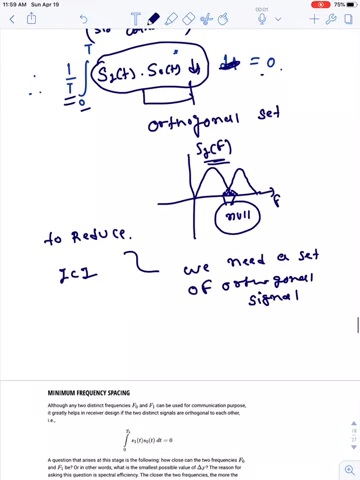 11:59 AM Sun Apr 19
00:01
75%
T
∴ 1/T ∫ S₁(t) · S₀(t) dt = 0.
0
orthogonal set
S₁(F)
F
null
to Reduce.
ICI
we need a set
of orthogonal
signal
MINIMUM FREQUENCY SPACING
Although any two distinct frequencies F₀ and F₁ can be used for communication purpose,
it greatly helps in receiver design if the two distinct signals are orthogonal to each other,
i.e.,
∫ s₁(t)s₀(t) dt = 0
0
A question that arises at this stage is the following: how close can the two frequencies F₀
and F₁ be? Or in other words, what is the smallest possible value of Δ_F? The reason for
asking this question is spectral efficiency. The closer the two frequencies, the more the